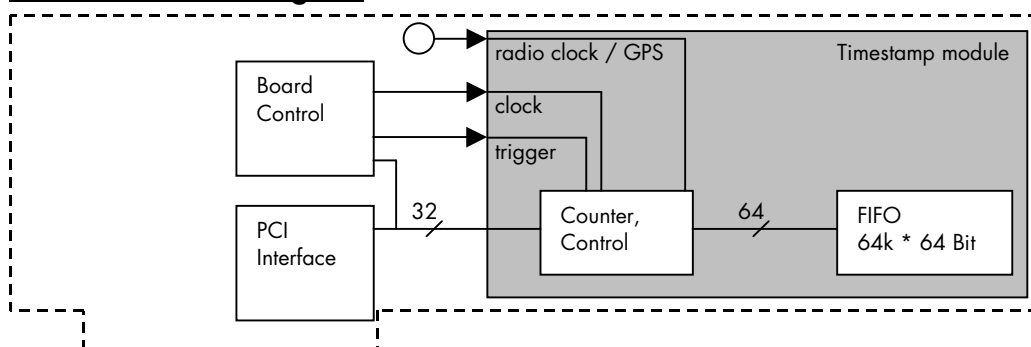 radio clock / GPS
Timestamp module
Board
Control
clock
trigger
32
PCI
Interface
Counter,
Control
64
FIFO
64k * 64 Bit